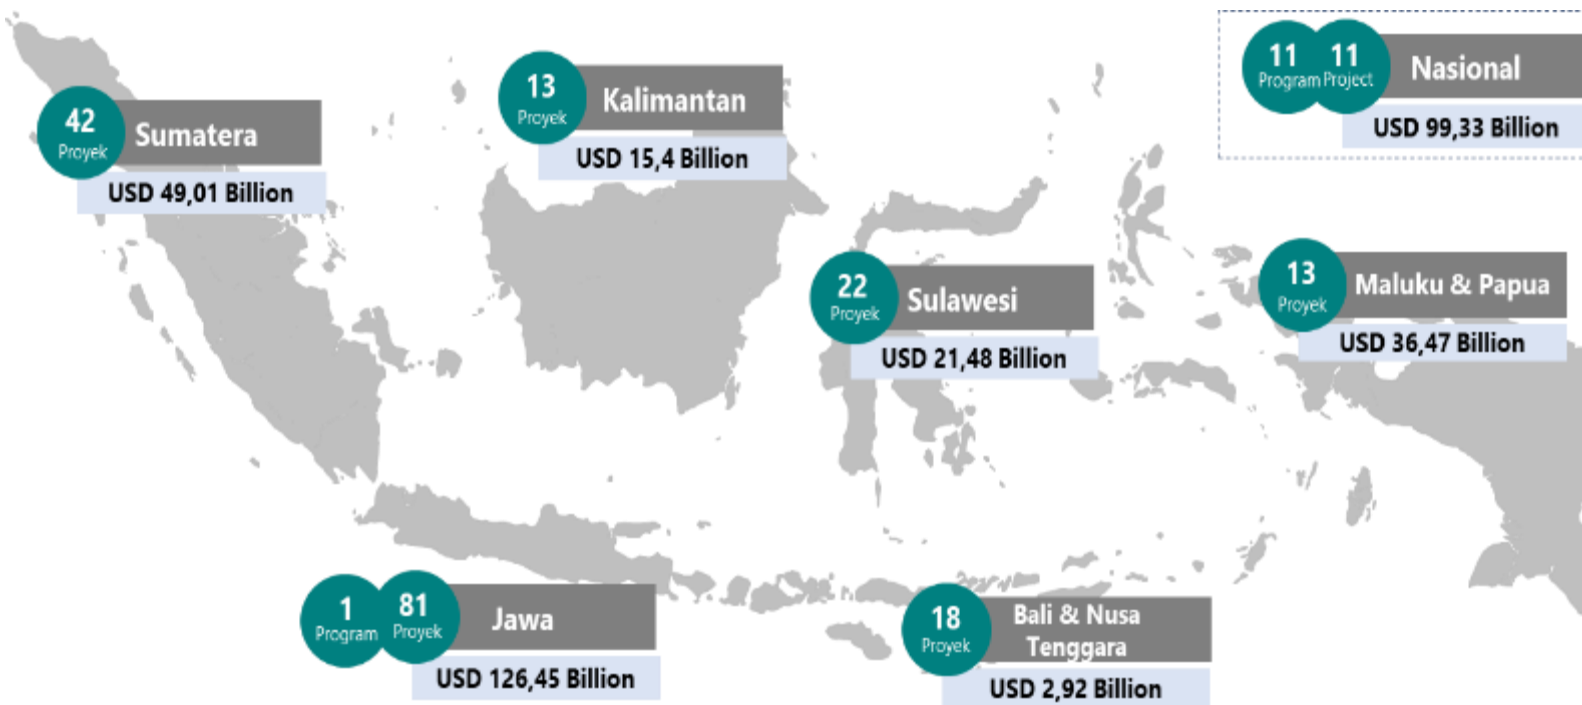 11
Program
11
Project
Nasional
USD 99,33 Billion
13
Proyek
Kalimantan
USD 15,4 Billion
42
Proyek
Sumatera
USD 49,01 Billion
22
Proyek
Sulawesi
USD 21,48 Billion
13
Proyek
Maluku & Papua
USD 36,47 Billion
1
Program
81
Proyek
Jawa
USD 126,45 Billion
18
Proyek
Bali & Nusa
Tenggara
USD 2,92 Billion